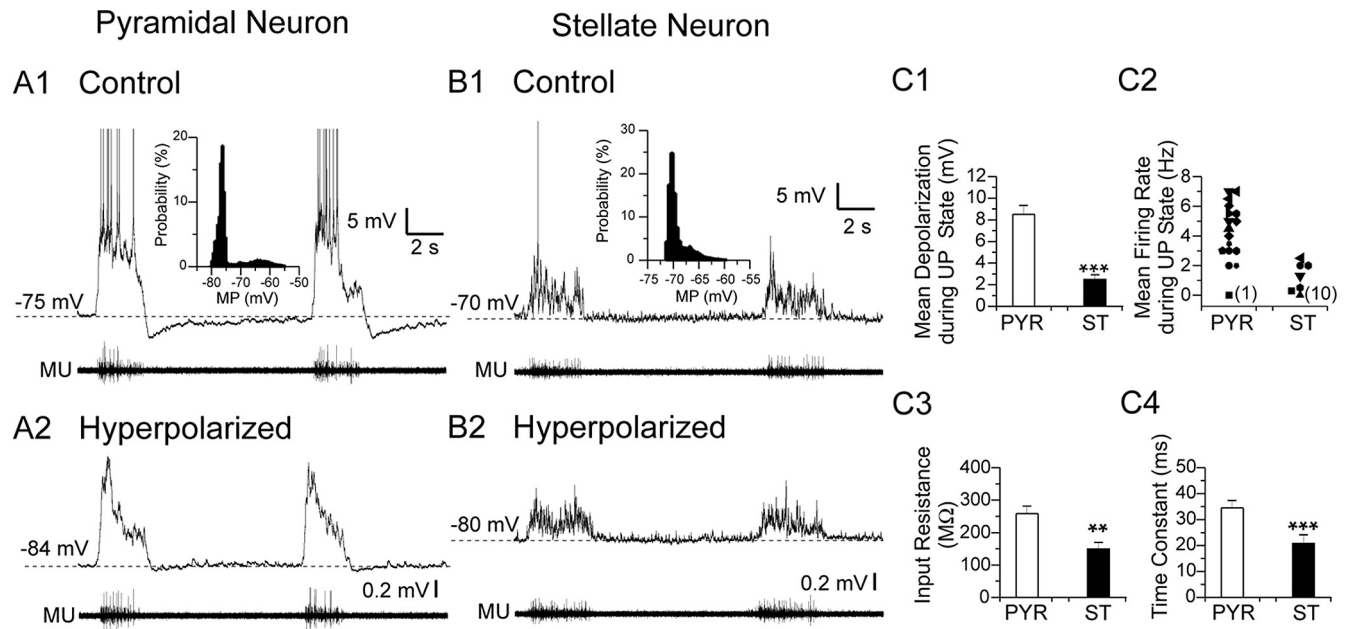 Pyramidal Neuron
Stellate Neuron
A1 Control
Probability (%)
20
10
0
-80 -70 -60 -50
MP (mV)
5 mV
2 s
-75 mV
MU
B1 Control
Probability (%)
30
20
10
0
-75 -70 -65 -60 -55
MP (mV)
5 mV
2 s
-70 mV
MU
C1
Mean Depolarization
during UP State (mV)
12
10
8
6
4
2
0
***
PYR ST
C2
Mean Firing Rate
during UP State (Hz)
8
6
4
2
0
(1)
(10)
PYR ST
A2 Hyperpolarized
-84 mV
0.2 mV
MU
B2 Hyperpolarized
-80 mV
0.2 mV
MU
C3
Input Resistance
(MΩ)
400
300
200
100
0
**
PYR ST
C4
Time Constant (ms)
50
40
30
20
10
0
***
PYR ST